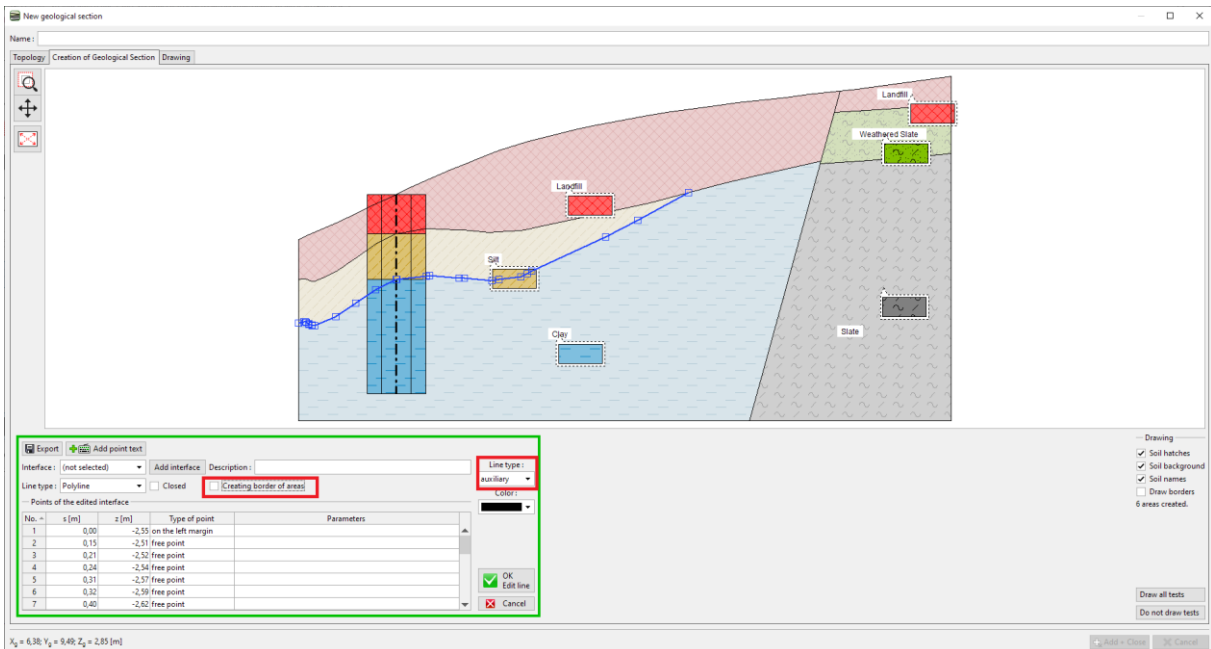 New geological section
Name :
Topology Creation of Geological Section Drawing
Landfill
Weathered Slate
Landfill
Silt
Clay
Slate
Export Add point text
Interface : (not selected) Add interface Description :
Line type : Polyline Closed Creating border of areas
Line type :
auxiliary
Color :
Points of the edited interface
No. s [m] z [m] Type of point Parameters
1 0,00 -2,55 on the left margin
2 0,15 -2,51 free point
3 0,21 -2,52 free point
4 0,24 -2,54 free point
5 0,31 -2,57 free point
6 0,32 -2,59 free point
7 0,40 -2,62 free point
OK
Edit line
Cancel
Drawing
Soil hatches
Soil background
Soil names
Draw borders
6 areas created.
Draw all tests
Do not draw tests
Xg = 6,38; Yg = 9,49; Zg = 2,85 [m]
Add + Close Cancel